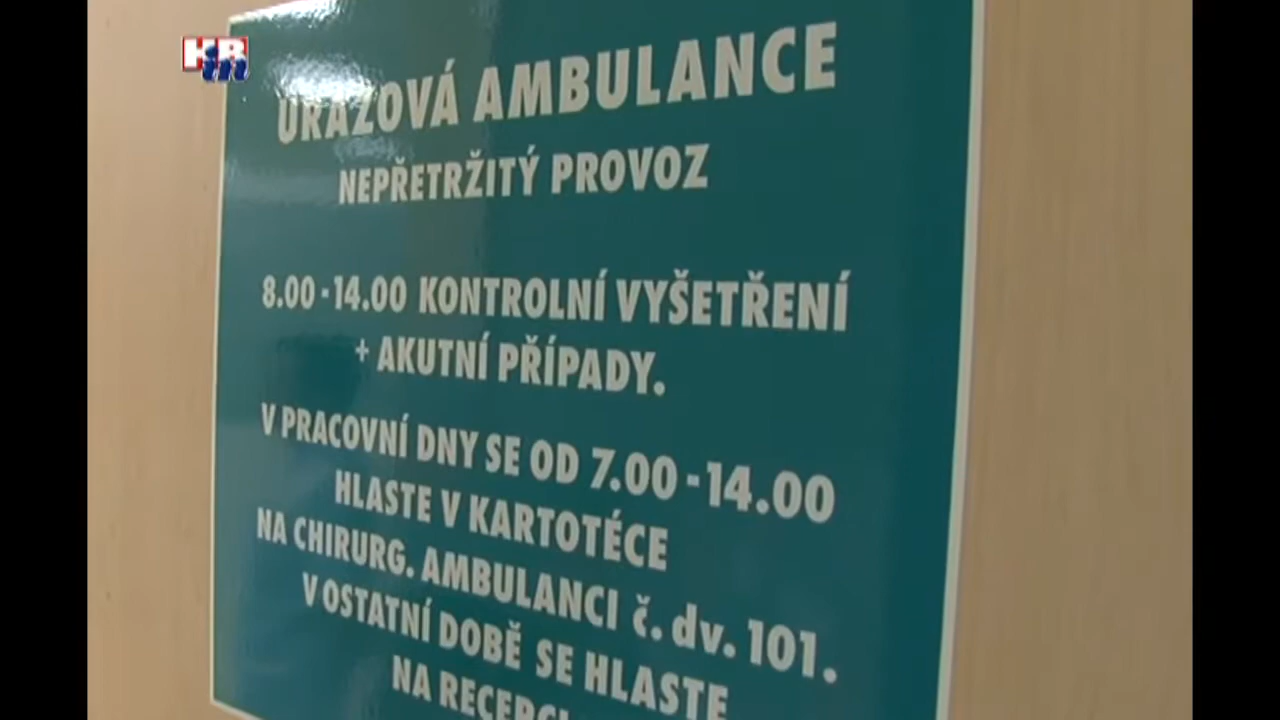 KR
in
ÚRAZOVÁ AMBULANCE
NEPŘETRŽITÝ PROVOZ
8.00 - 14.00 KONTROLNÍ VYŠETŘENÍ
+ AKUTNÍ PŘÍPADY.
V PRACOVNÍ DNY SE OD 7.00 - 14.00
HLASTE V KARTOTÉCE
NA CHIRURG. AMBULANCI č. dv. 101.
V OSTATNÍ DOBĚ SE HLASTE
NA